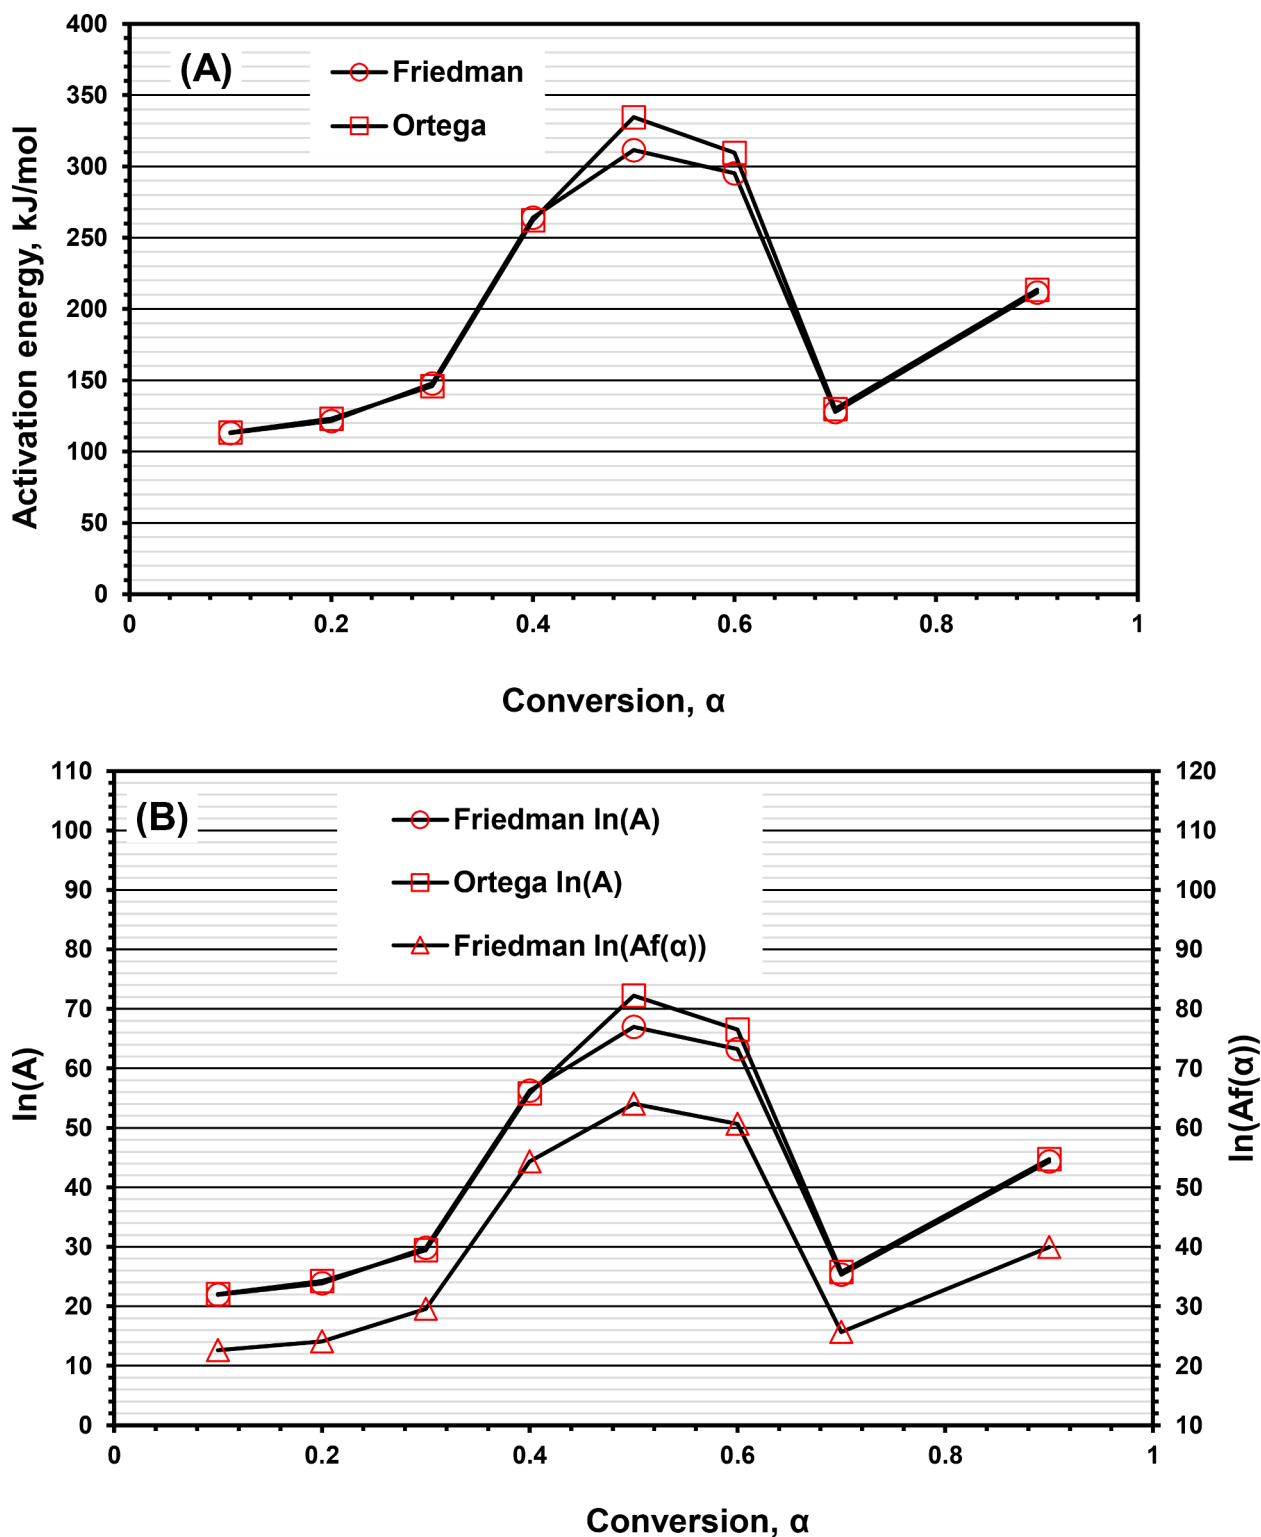 400
350
300
250
200
150
100
50
0
Activation energy, kJ/mol
(A)
Friedman
Ortega
0 0.2 0.4 0.6 0.8 1
Conversion, α
110
100
90
80
70
60
50
40
30
20
10
0
ln(A)
(B)
Friedman ln(A)
Ortega ln(A)
Friedman ln(Af(α))
120
110
100
90
80
70
60
50
40
30
20
10
ln(Af(α))
0 0.2 0.4 0.6 0.8 1
Conversion, α